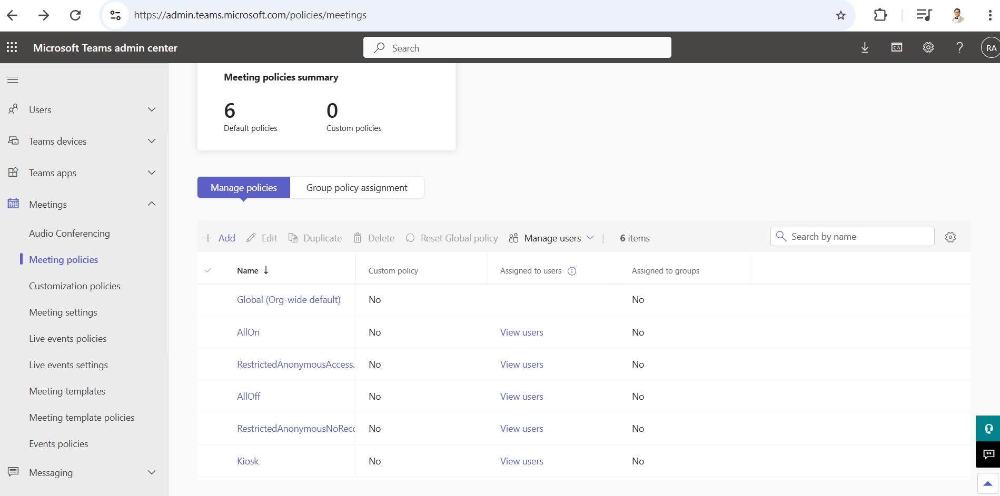 https://admin.teams.microsoft.com/policies/meetings
Microsoft Teams admin center
Search
C:\
RA
Users
Teams devices
Teams apps
Meetings
Audio Conferencing
Meeting policies
Customization policies
Meeting settings
Live events policies
Live events settings
Meeting templates
Meeting template policies
Events policies
Messaging
Meeting policies summary
6 0
Default policies Custom policies
Manage policies Group policy assignment
Add Edit Duplicate Delete Reset Global policy Manage users 6 items Search by name
Name Custom policy Assigned to users Assigned to groups
Global (Org-wide default) No No
AllOn No View users No
RestrictedAnonymousAccess. No View users No
AllOff No View users No
RestrictedAnonymousNoReco No View users No
Kiosk No View users No